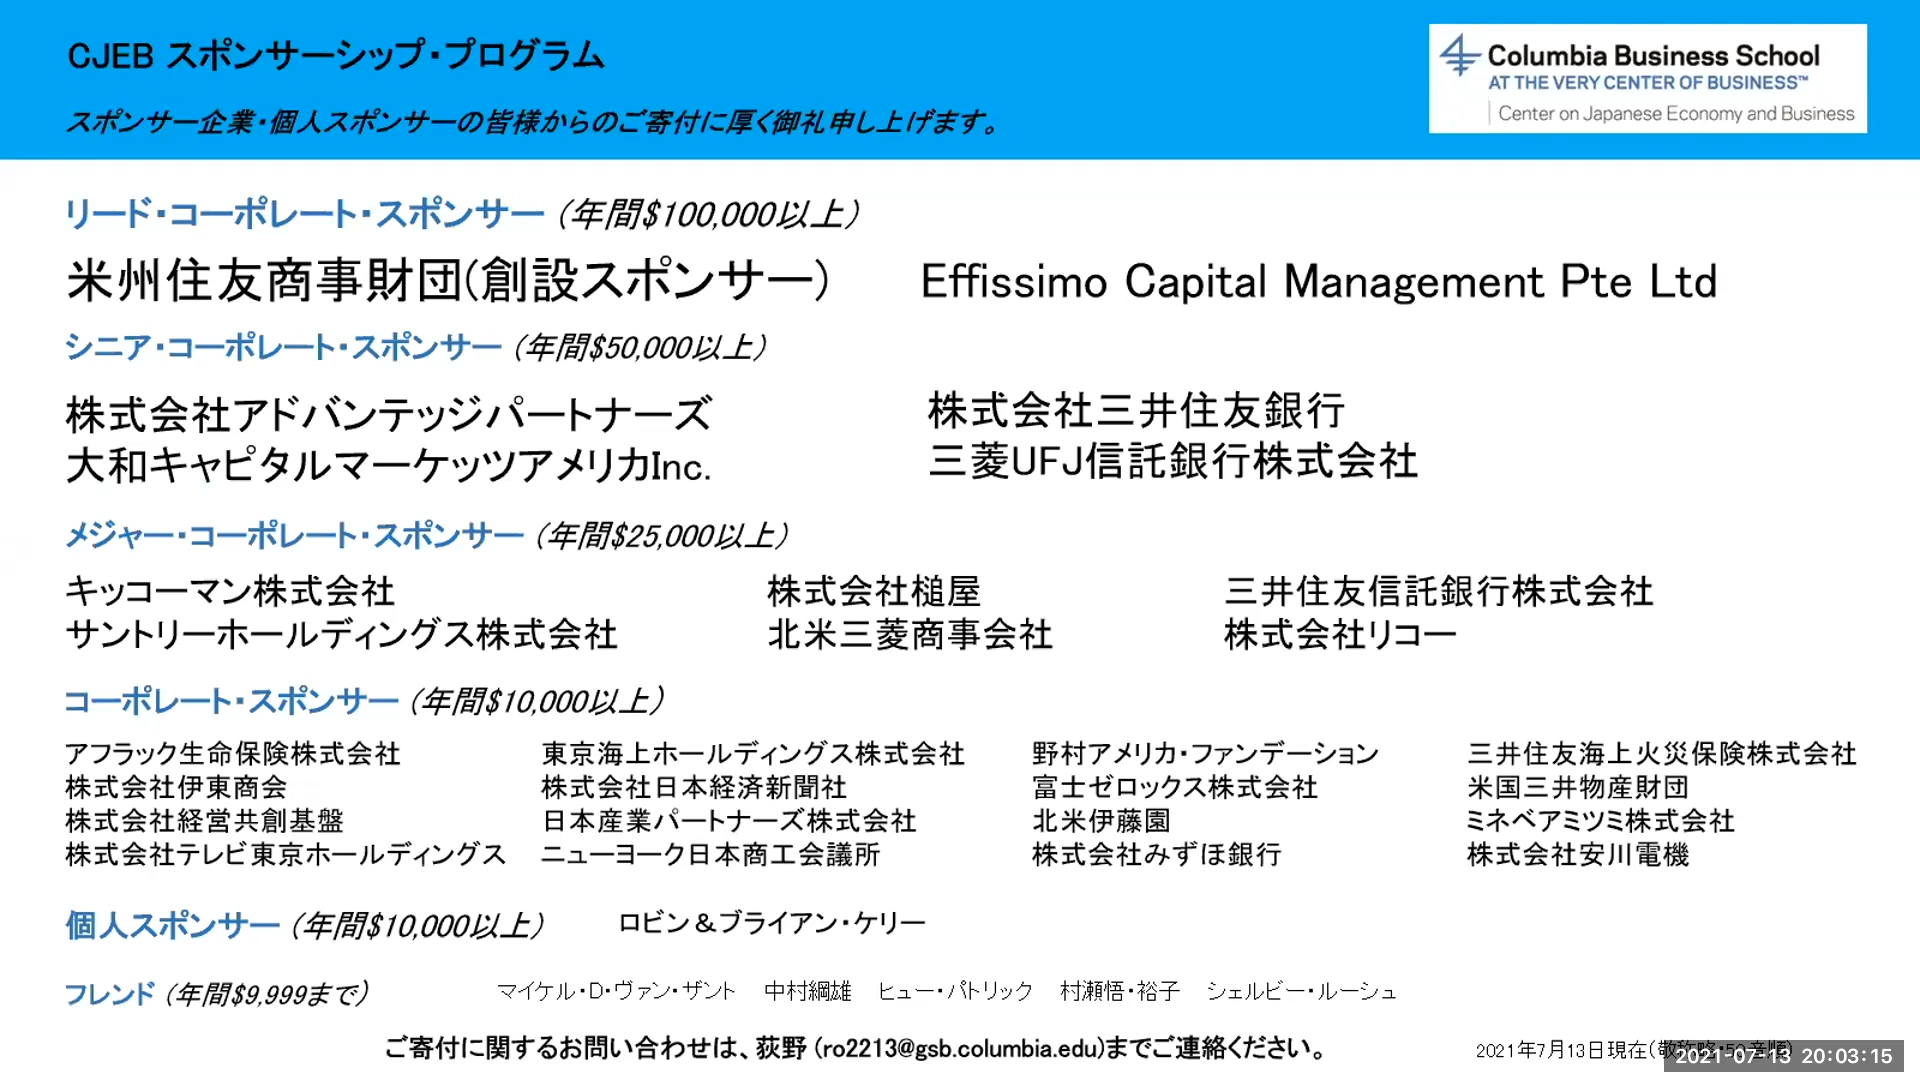 CJEB スポンサーシップ・プログラム
スポンサー企業・個人スポンサーの皆様からのご寄付に厚く御礼申し上げます。
Columbia Business School
AT THE VERY CENTER OF BUSINESS™
Center on Japanese Economy and Business
リード・コーポレート・スポンサー (年間$100,000以上)
米州住友商事財団(創設スポンサー) Effissimo Capital Management Pte Ltd
シニア・コーポレート・スポンサー (年間$50,000以上)
株式会社アドバンテッジパートナーズ 株式会社三井住友銀行
大和キャピタルマーケッツアメリカInc. 三菱UFJ信託銀行株式会社
メジャー・コーポレート・スポンサー (年間$25,000以上)
キッコーマン株式会社 株式会社槌屋 三井住友信託銀行株式会社
サントリーホールディングス株式会社 北米三菱商事会社 株式会社リコー
コーポレート・スポンサー (年間$10,000以上)
アフラック生命保険株式会社 東京海上ホールディングス株式会社 野村アメリカ・ファンデーション 三井住友海上火災保険株式会社
株式会社伊東商会 株式会社日本経済新聞社 富士ゼロックス株式会社 米国三井物産財団
株式会社経営共創基盤 日本産業パートナーズ株式会社 北米伊藤園 ミネベアミツミ株式会社
株式会社テレビ東京ホールディングス ニューヨーク日本商工会議所 株式会社みずほ銀行 株式会社安川電機
個人スポンサー (年間$10,000以上) ロビン＆ブライアン・ケリー
フレンド (年間$9,999まで) マイケル・D・ヴァン・ザント 中村綱雄 ヒュー・パトリック 村瀬悟・裕子 シェルビー・ルーシュ
ご寄付に関するお問い合わせは、荻野 (ro2213@gsb.columbia.edu)までご連絡ください。
2021年7月13日現在(敬称略・50音順)
2021-07-13 20:03:15